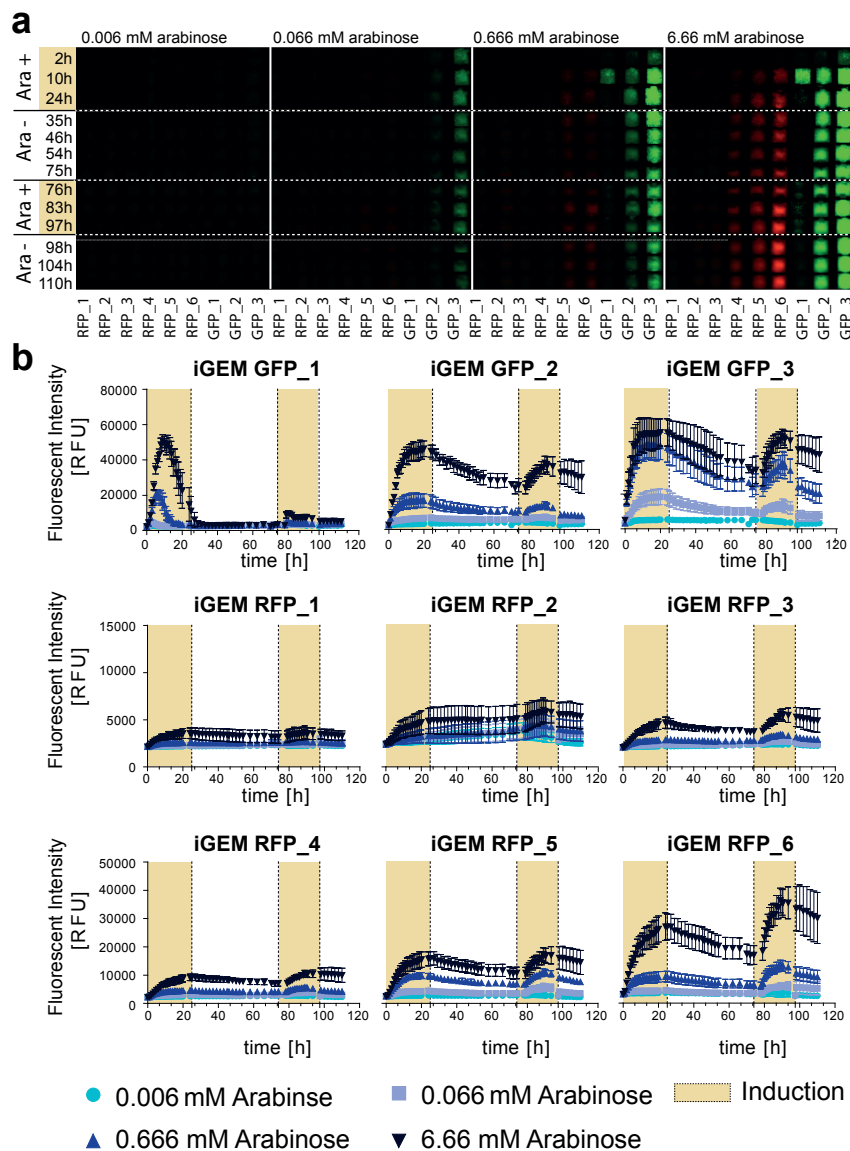 a
0.006 mM arabinose 0.066 mM arabinose 0.666 mM arabinose 6.66 mM arabinose
Ara +
2h
10h
24h
Ara -
35h
46h
54h
75h
Ara +
76h
83h
97h
Ara -
98h
104h
110h
RFP_1 RFP_2 RFP_3 RFP_4 RFP_5 RFP_6 GFP_1 GFP_2 GFP_3 RFP_1 RFP_2 RFP_3 RFP_4 RFP_5 RFP_6 GFP_1 GFP_2 GFP_3 RFP_1 RFP_2 RFP_3 RFP_4 RFP_5 RFP_6 GFP_1 GFP_2 GFP_3 RFP_1 RFP_2 RFP_3 RFP_4 RFP_5 RFP_6 GFP_1 GFP_2 GFP_3
b
iGEM GFP_1 iGEM GFP_2 iGEM GFP_3
Fluorescent Intensity
[RFU]
80000
60000
40000
20000
0
0 20 40 60 80 100 120 0 20 40 60 80 100 120 0 20 40 60 80 100 120
time [h] time [h] time [h]
iGEM RFP_1 iGEM RFP_2 iGEM RFP_3
Fluorescent Intensity
[RFU]
15000
10000
5000
0
0 20 40 60 80 100 120 0 20 40 60 80 100 120 0 20 40 60 80 100 120
time [h] time [h] time [h]
iGEM RFP_4 iGEM RFP_5 iGEM RFP_6
Fluorescent Intensity
[RFU]
50000
40000
30000
20000
10000
0
0 20 40 60 80 100 120 0 20 40 60 80 100 120 0 20 40 60 80 100 120
time [h] time [h] time [h]
0.006 mM Arabinse 0.066 mM Arabinose Induction
0.666 mM Arabinose 6.66 mM Arabinose